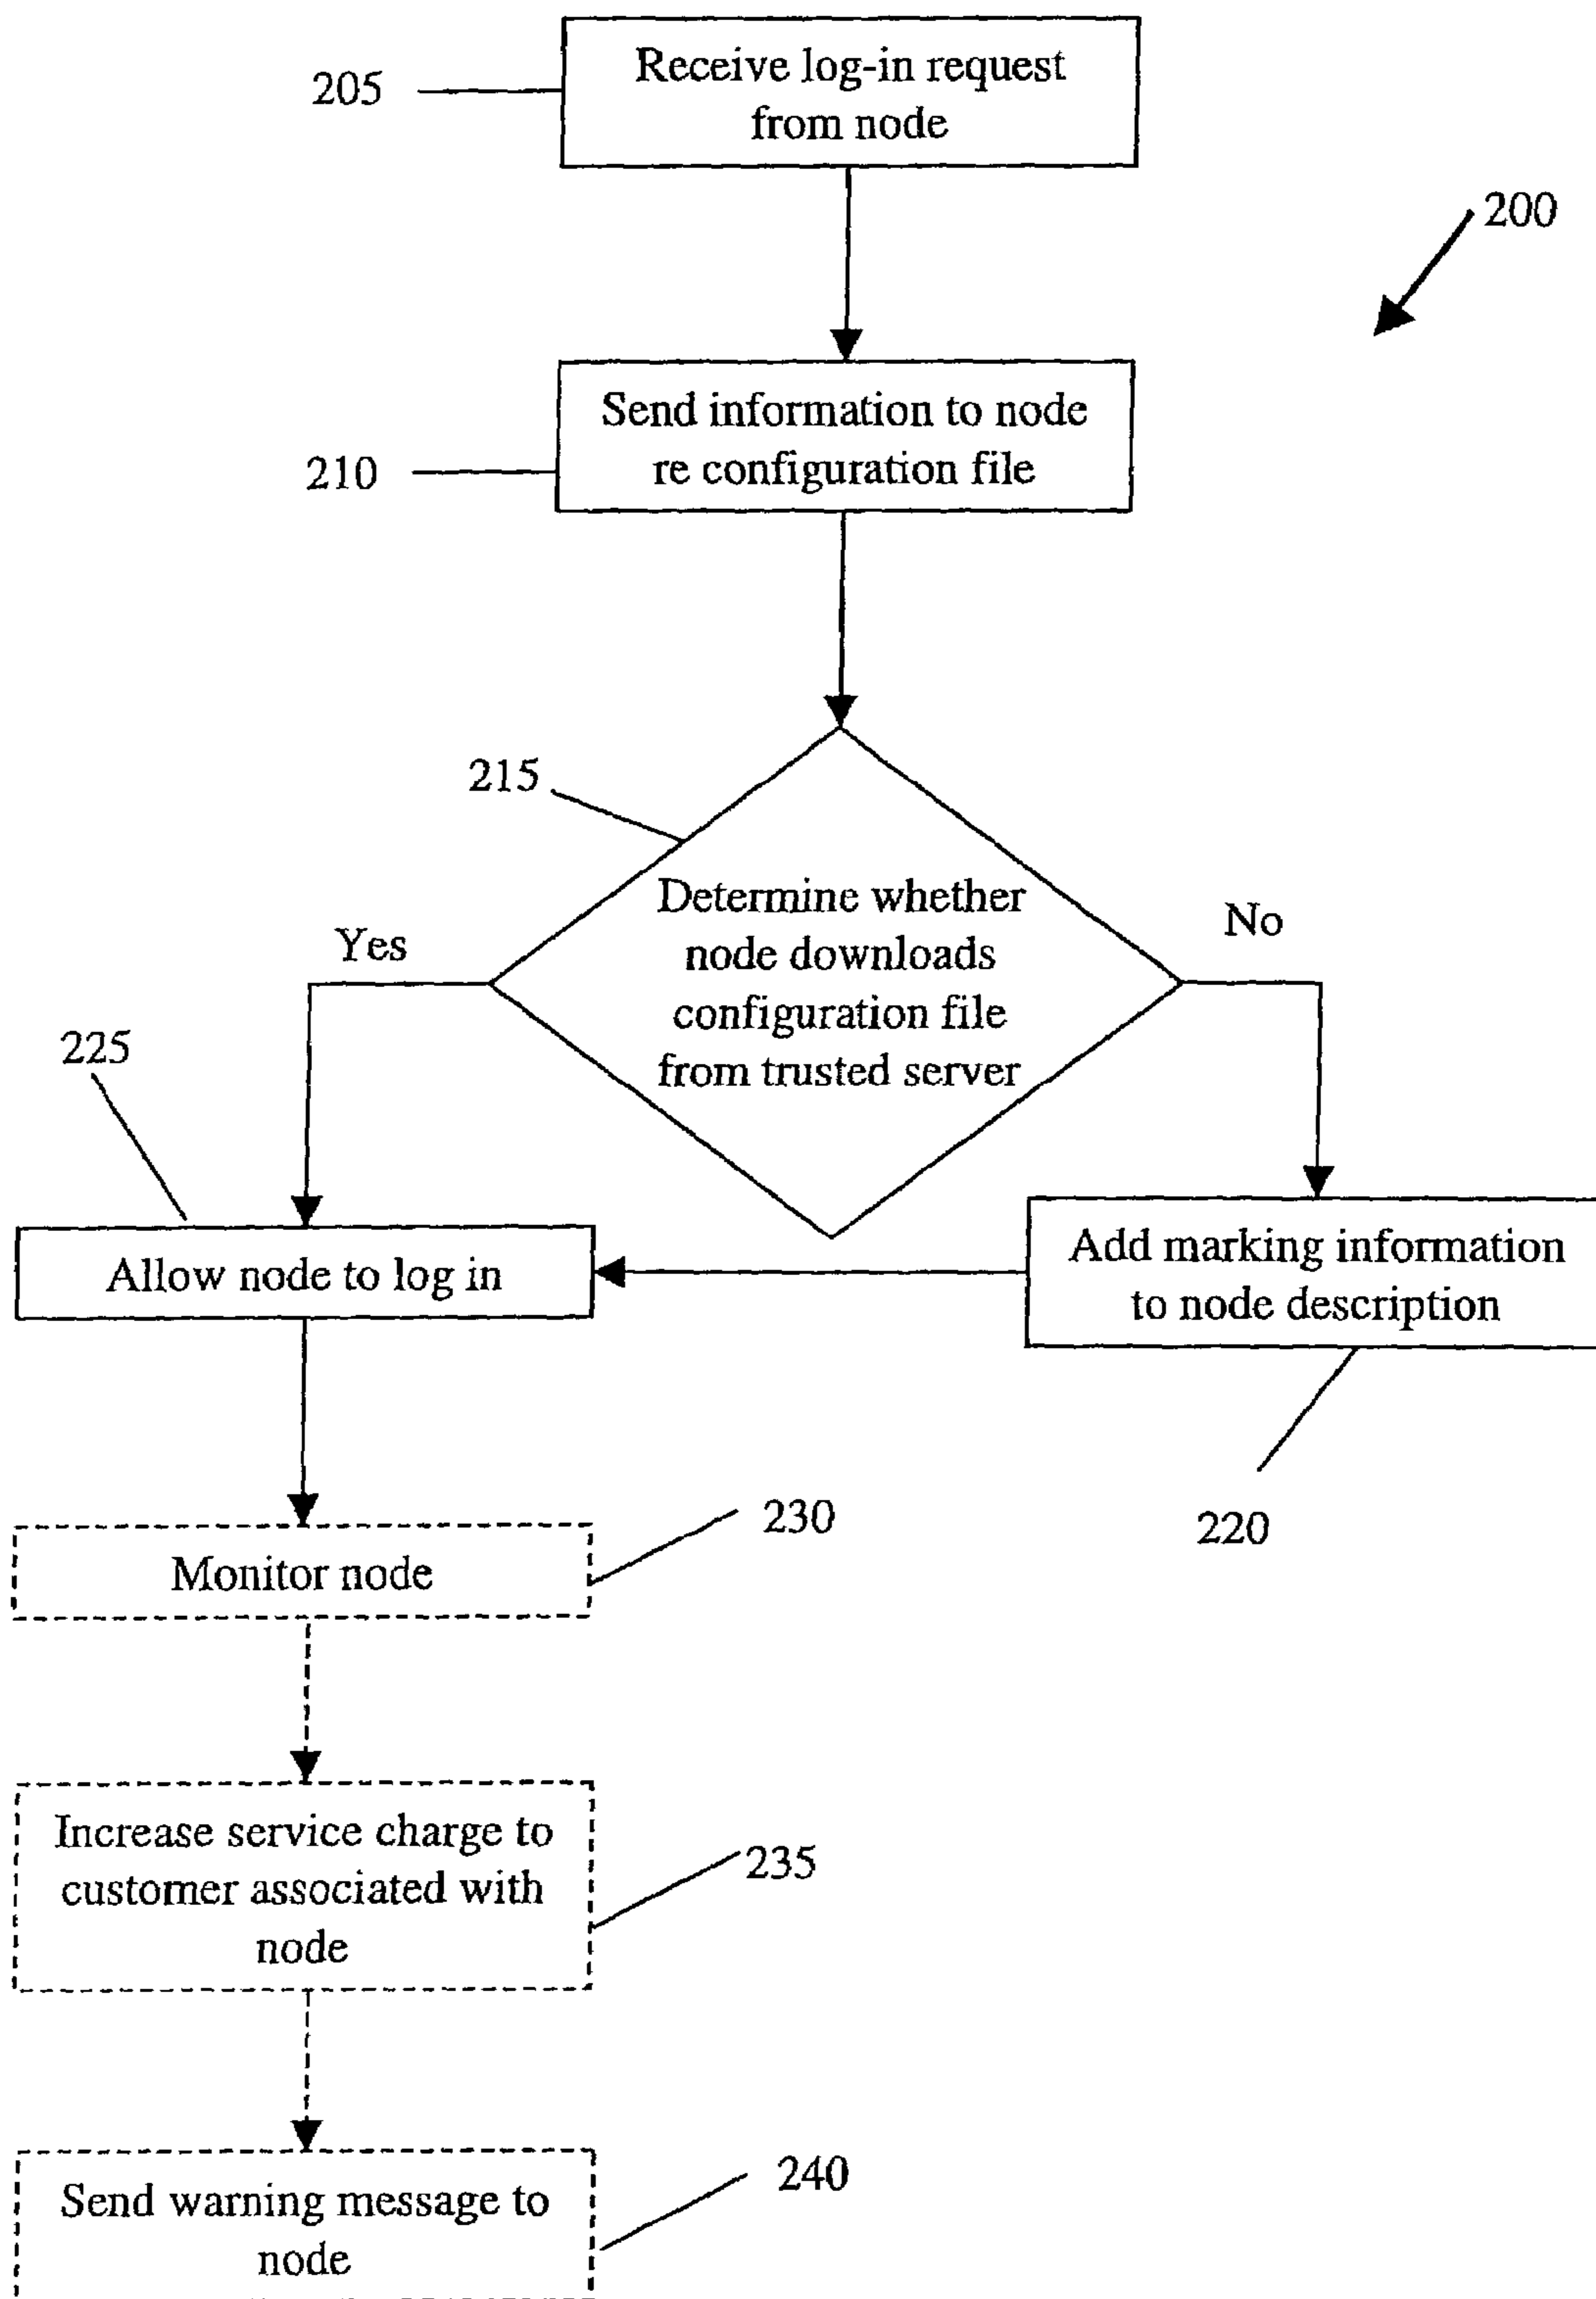 205
Receive log-in request
from node
200
210
Send information to node
re configuration file
215
Determine whether
node downloads
configuration file
from trusted server
Yes
No
225
Allow node to log in
Add marking information
to node description
220
Monitor node
230
Increase service charge to
customer associated with
node
235
Send warning message to
node
240